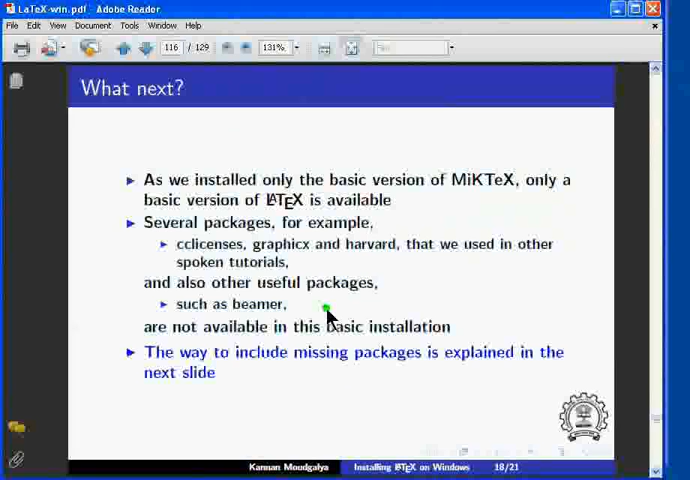 LaTeX-win.pdf - Adobe Reader
File Edit View Document Tools Window Help
116 / 129 131% Find
What next?
As we installed only the basic version of MiKTeX, only a
basic version of LATEX is available
Several packages, for example,
cclicenses, graphicx and harvard, that we used in other
spoken tutorials,
and also other useful packages,
such as beamer,
are not available in this basic installation
The way to include missing packages is explained in the
next slide
Kannan Moudgalya Installing LATEX on Windows 18/21